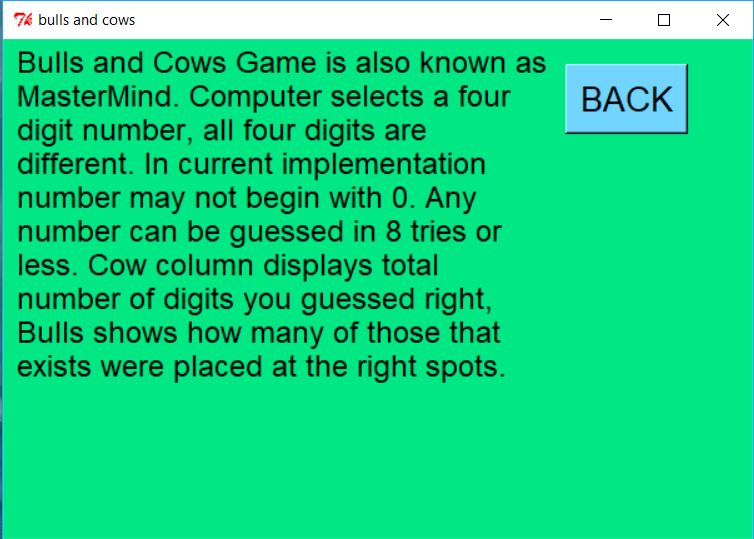 bulls and cows
Bulls and Cows Game is also known as
MasterMind. Computer selects a four
digit number, all four digits are
different. In current implementation
number may not begin with 0. Any
number can be guessed in 8 tries or
less. Cow column displays total
number of digits you guessed right,
Bulls shows how many of those that
exists were placed at the right spots.
BACK